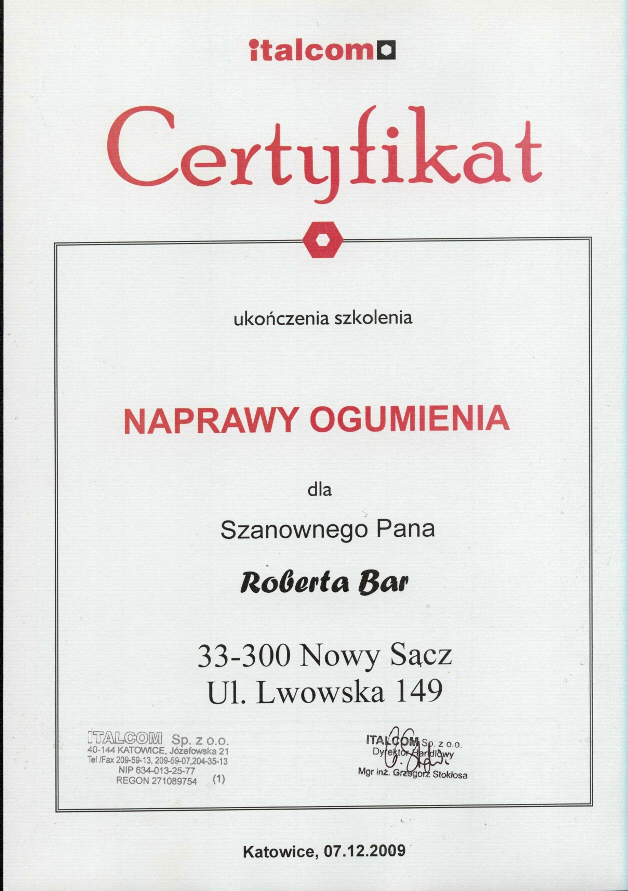 italcom
Certyfikat
ukończenia szkolenia
NAPRAWY OGUMIENIA
dla
Szanownego Pana
Roberta Bar
33-300 Nowy Sącz
Ul. Lwowska 149
ITALCOM Sp. z o.o.
40-144 KATOWICE, Józefowska 21
Tel /Fax 209-59-13, 209-59-07,204-35-13
NIP 634-013-25-77
REGON 271089754 (1)
ITALCOM Sp. z o.o.
Dyrektor Handlowy
Mgr inż. Grzegorz Stokłosa
Katowice, 07.12.2009